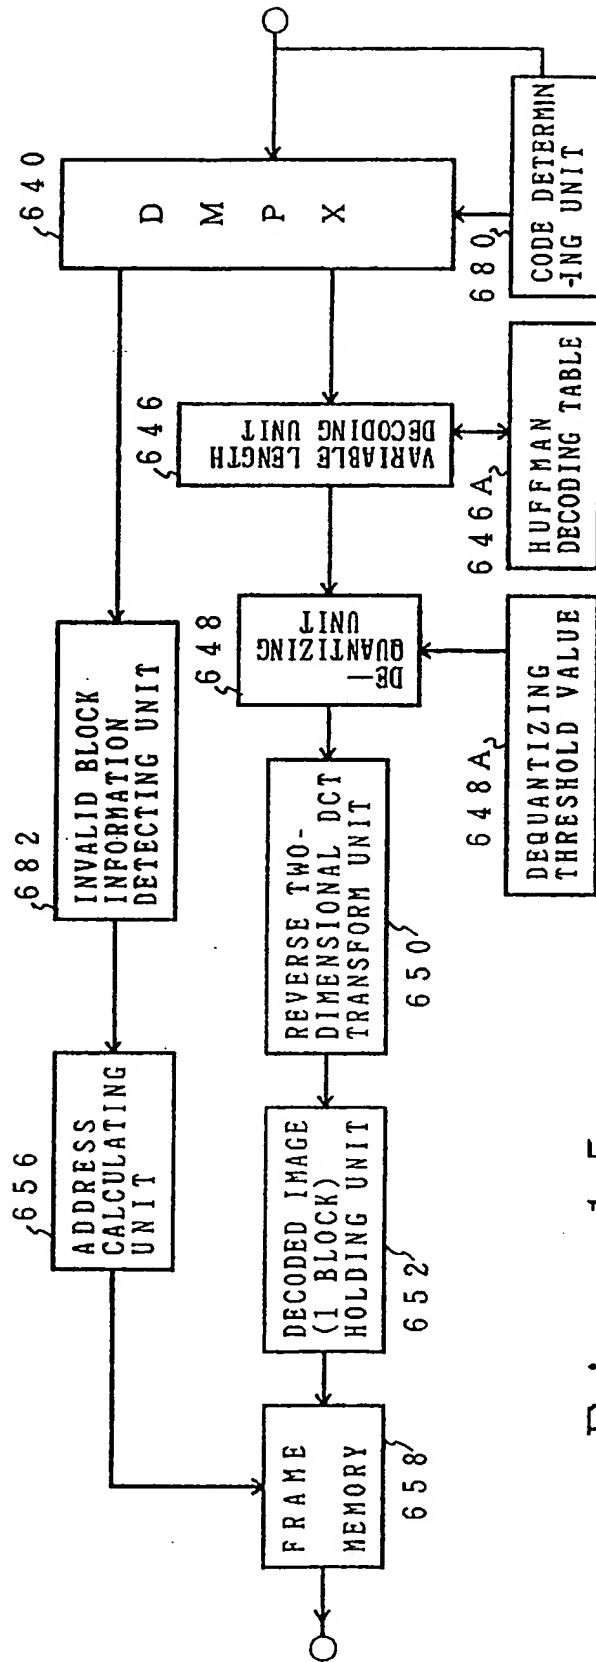 640
D M P X
680
CODE DETERMIN
-ING UNIT
646
VARIABLE LENGTH
DECODING UNIT
646A
HUFFMAN
DECODING TABLE
648
DE-
QUANTIZING
UNIT
648A
DEQUANTIZING
THRESHOLD VALUE
682
INVALID BLOCK
INFORMATION
DETECTING UNIT
REVERSE TWO-
DIMENSIONAL DCT
TRANSFORM UNIT
650
656
ADDRESS
CALCULATING
UNIT
DECODED IMAGE
(1 BLOCK)
HOLDING UNIT
652
FRAME
MEMORY
658